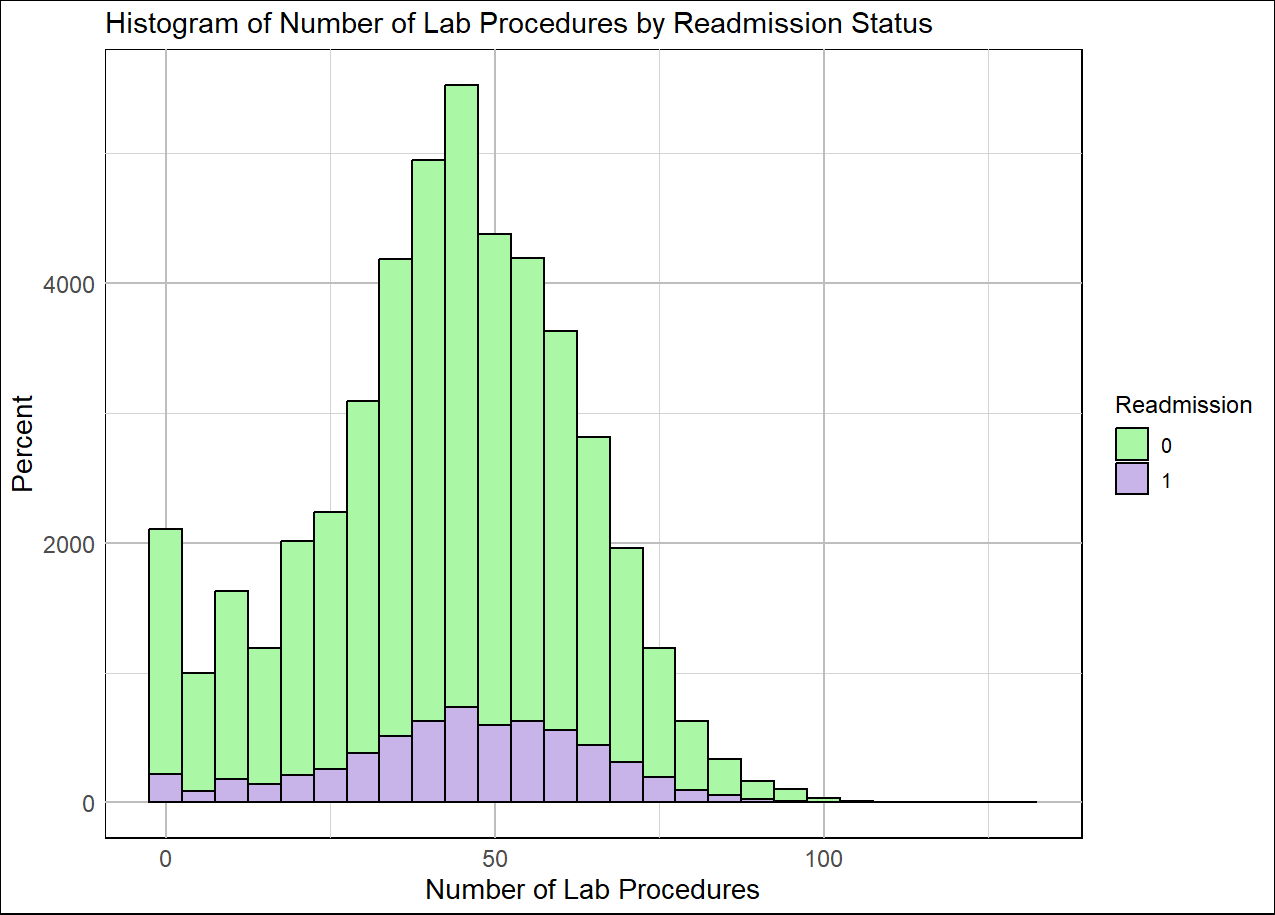 Histogram of Number of Lab Procedures by Readmission Status
Percent
4000
2000
0
0 50 100
Number of Lab Procedures
Readmission
0
1